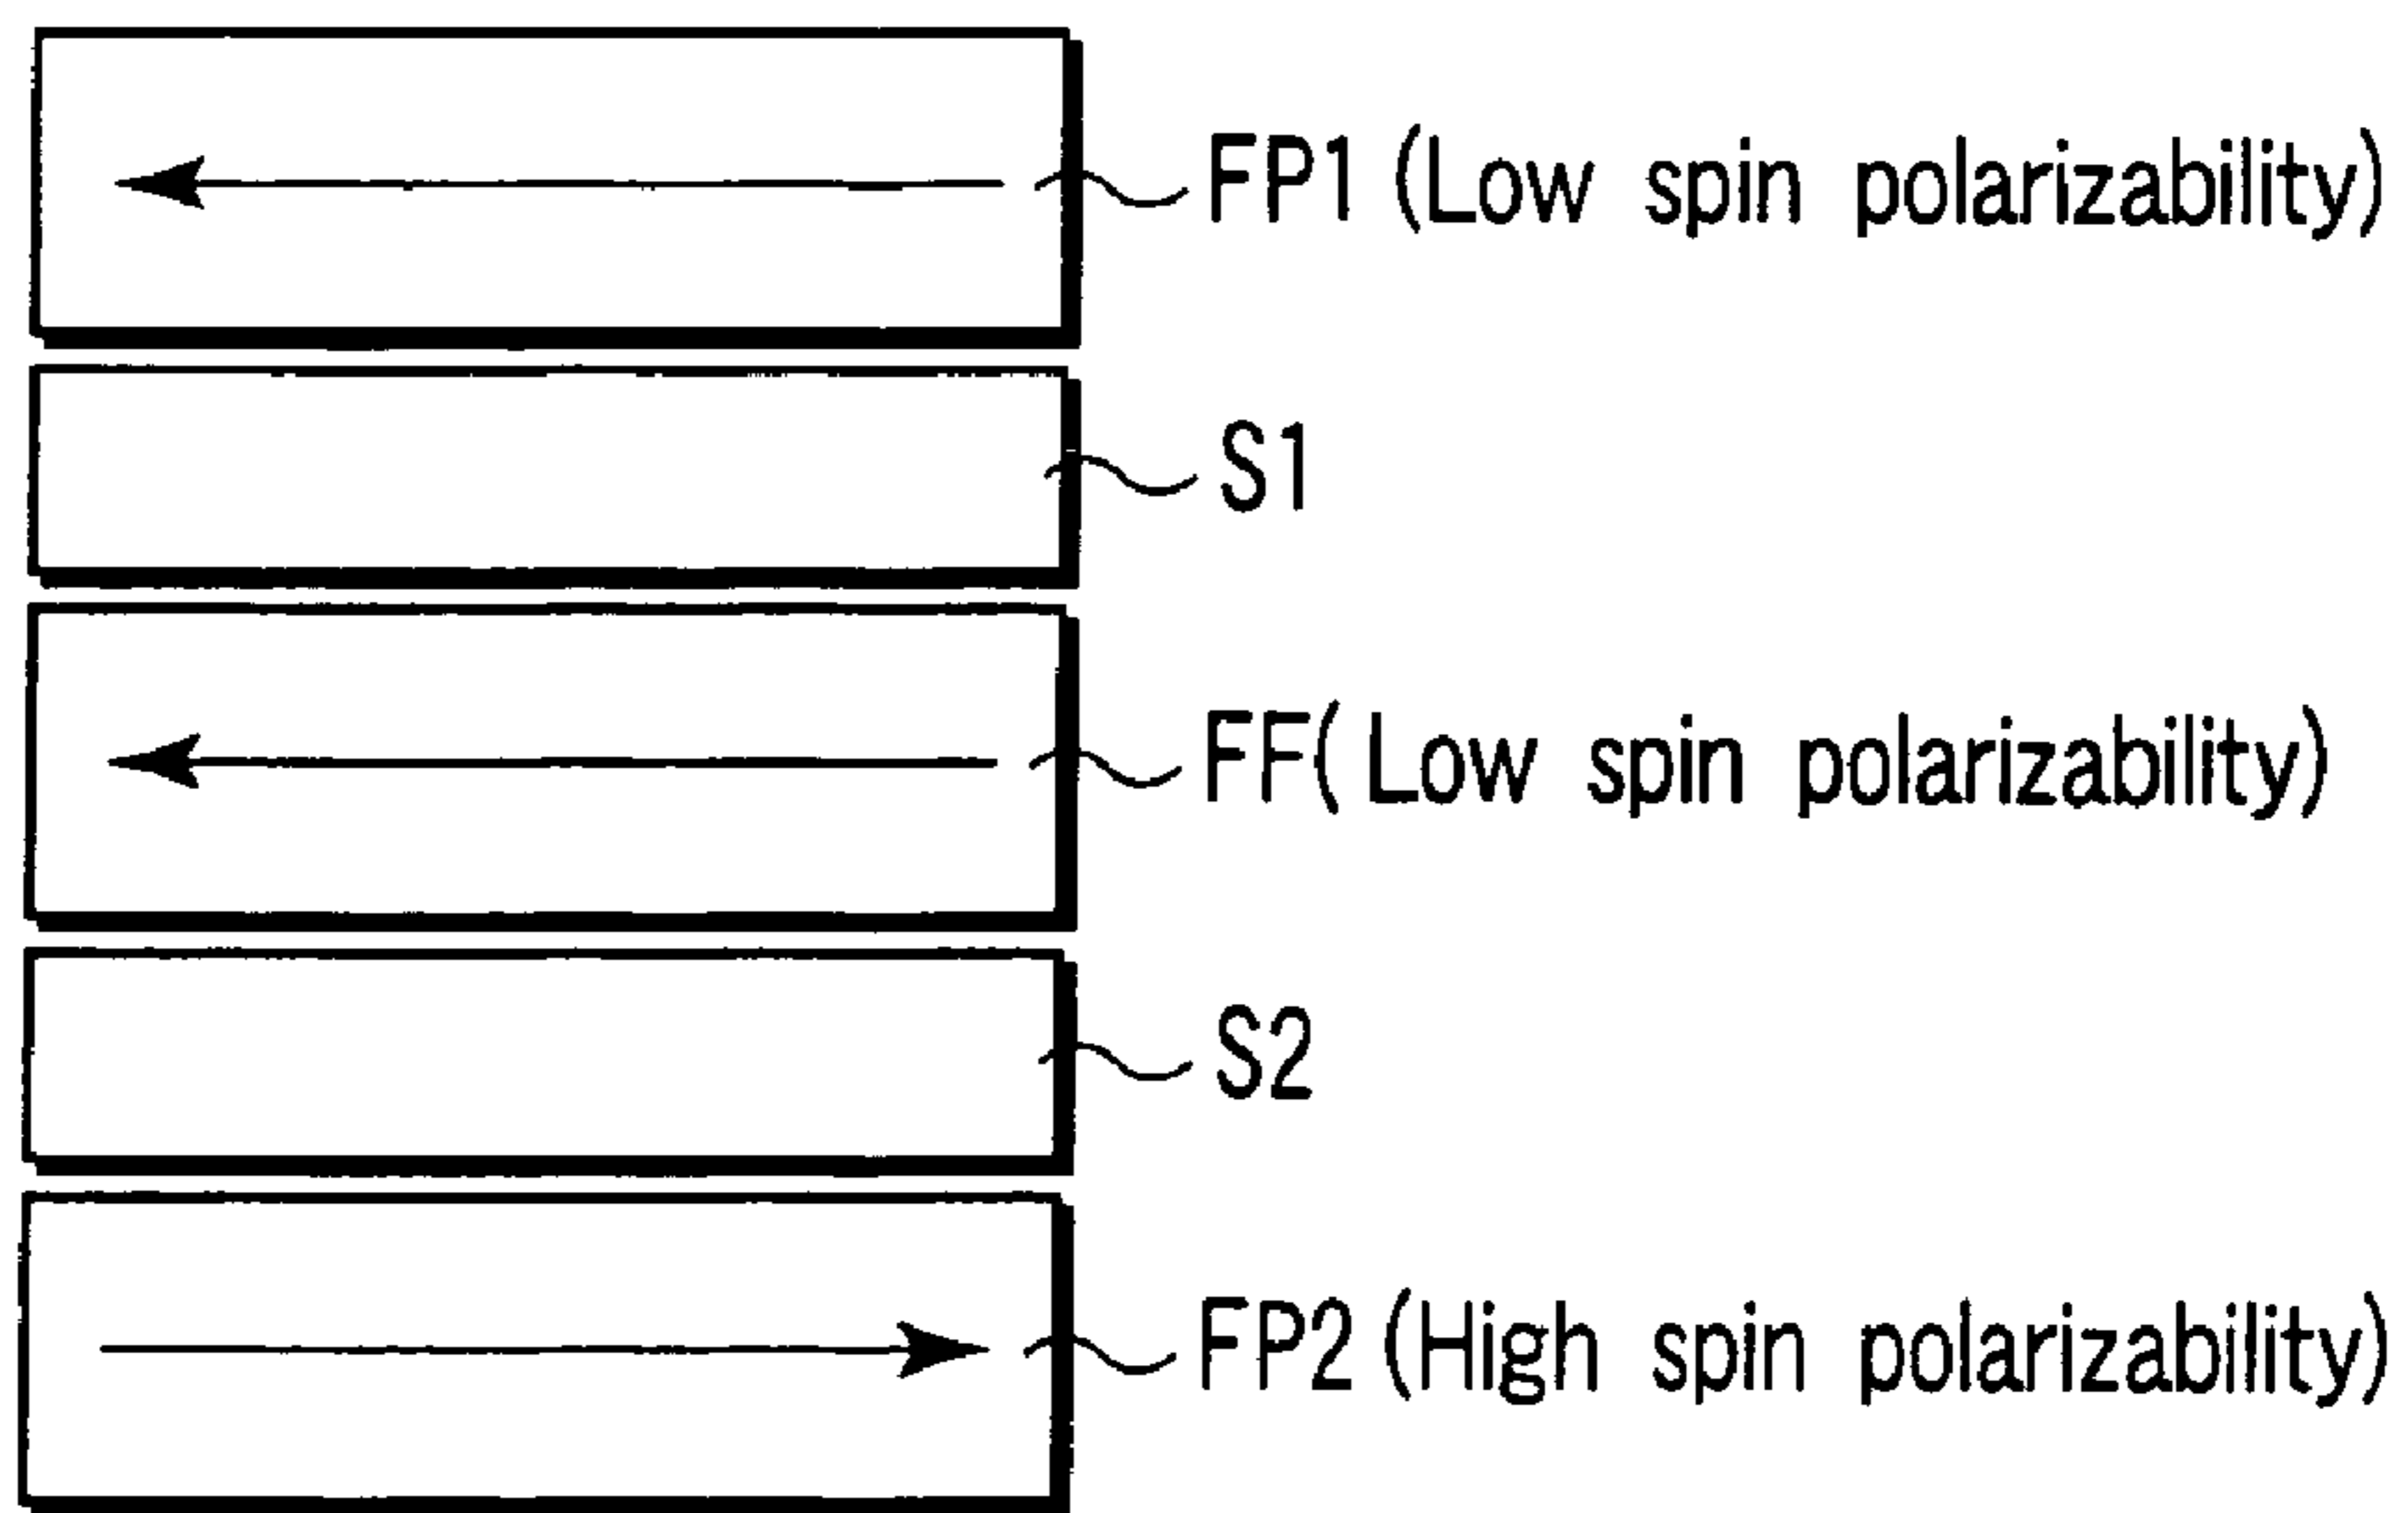 FP1 (Low spin polarizability)
S1
FF(Low spin polarizability)
S2
FP2 (High spin polarizability)